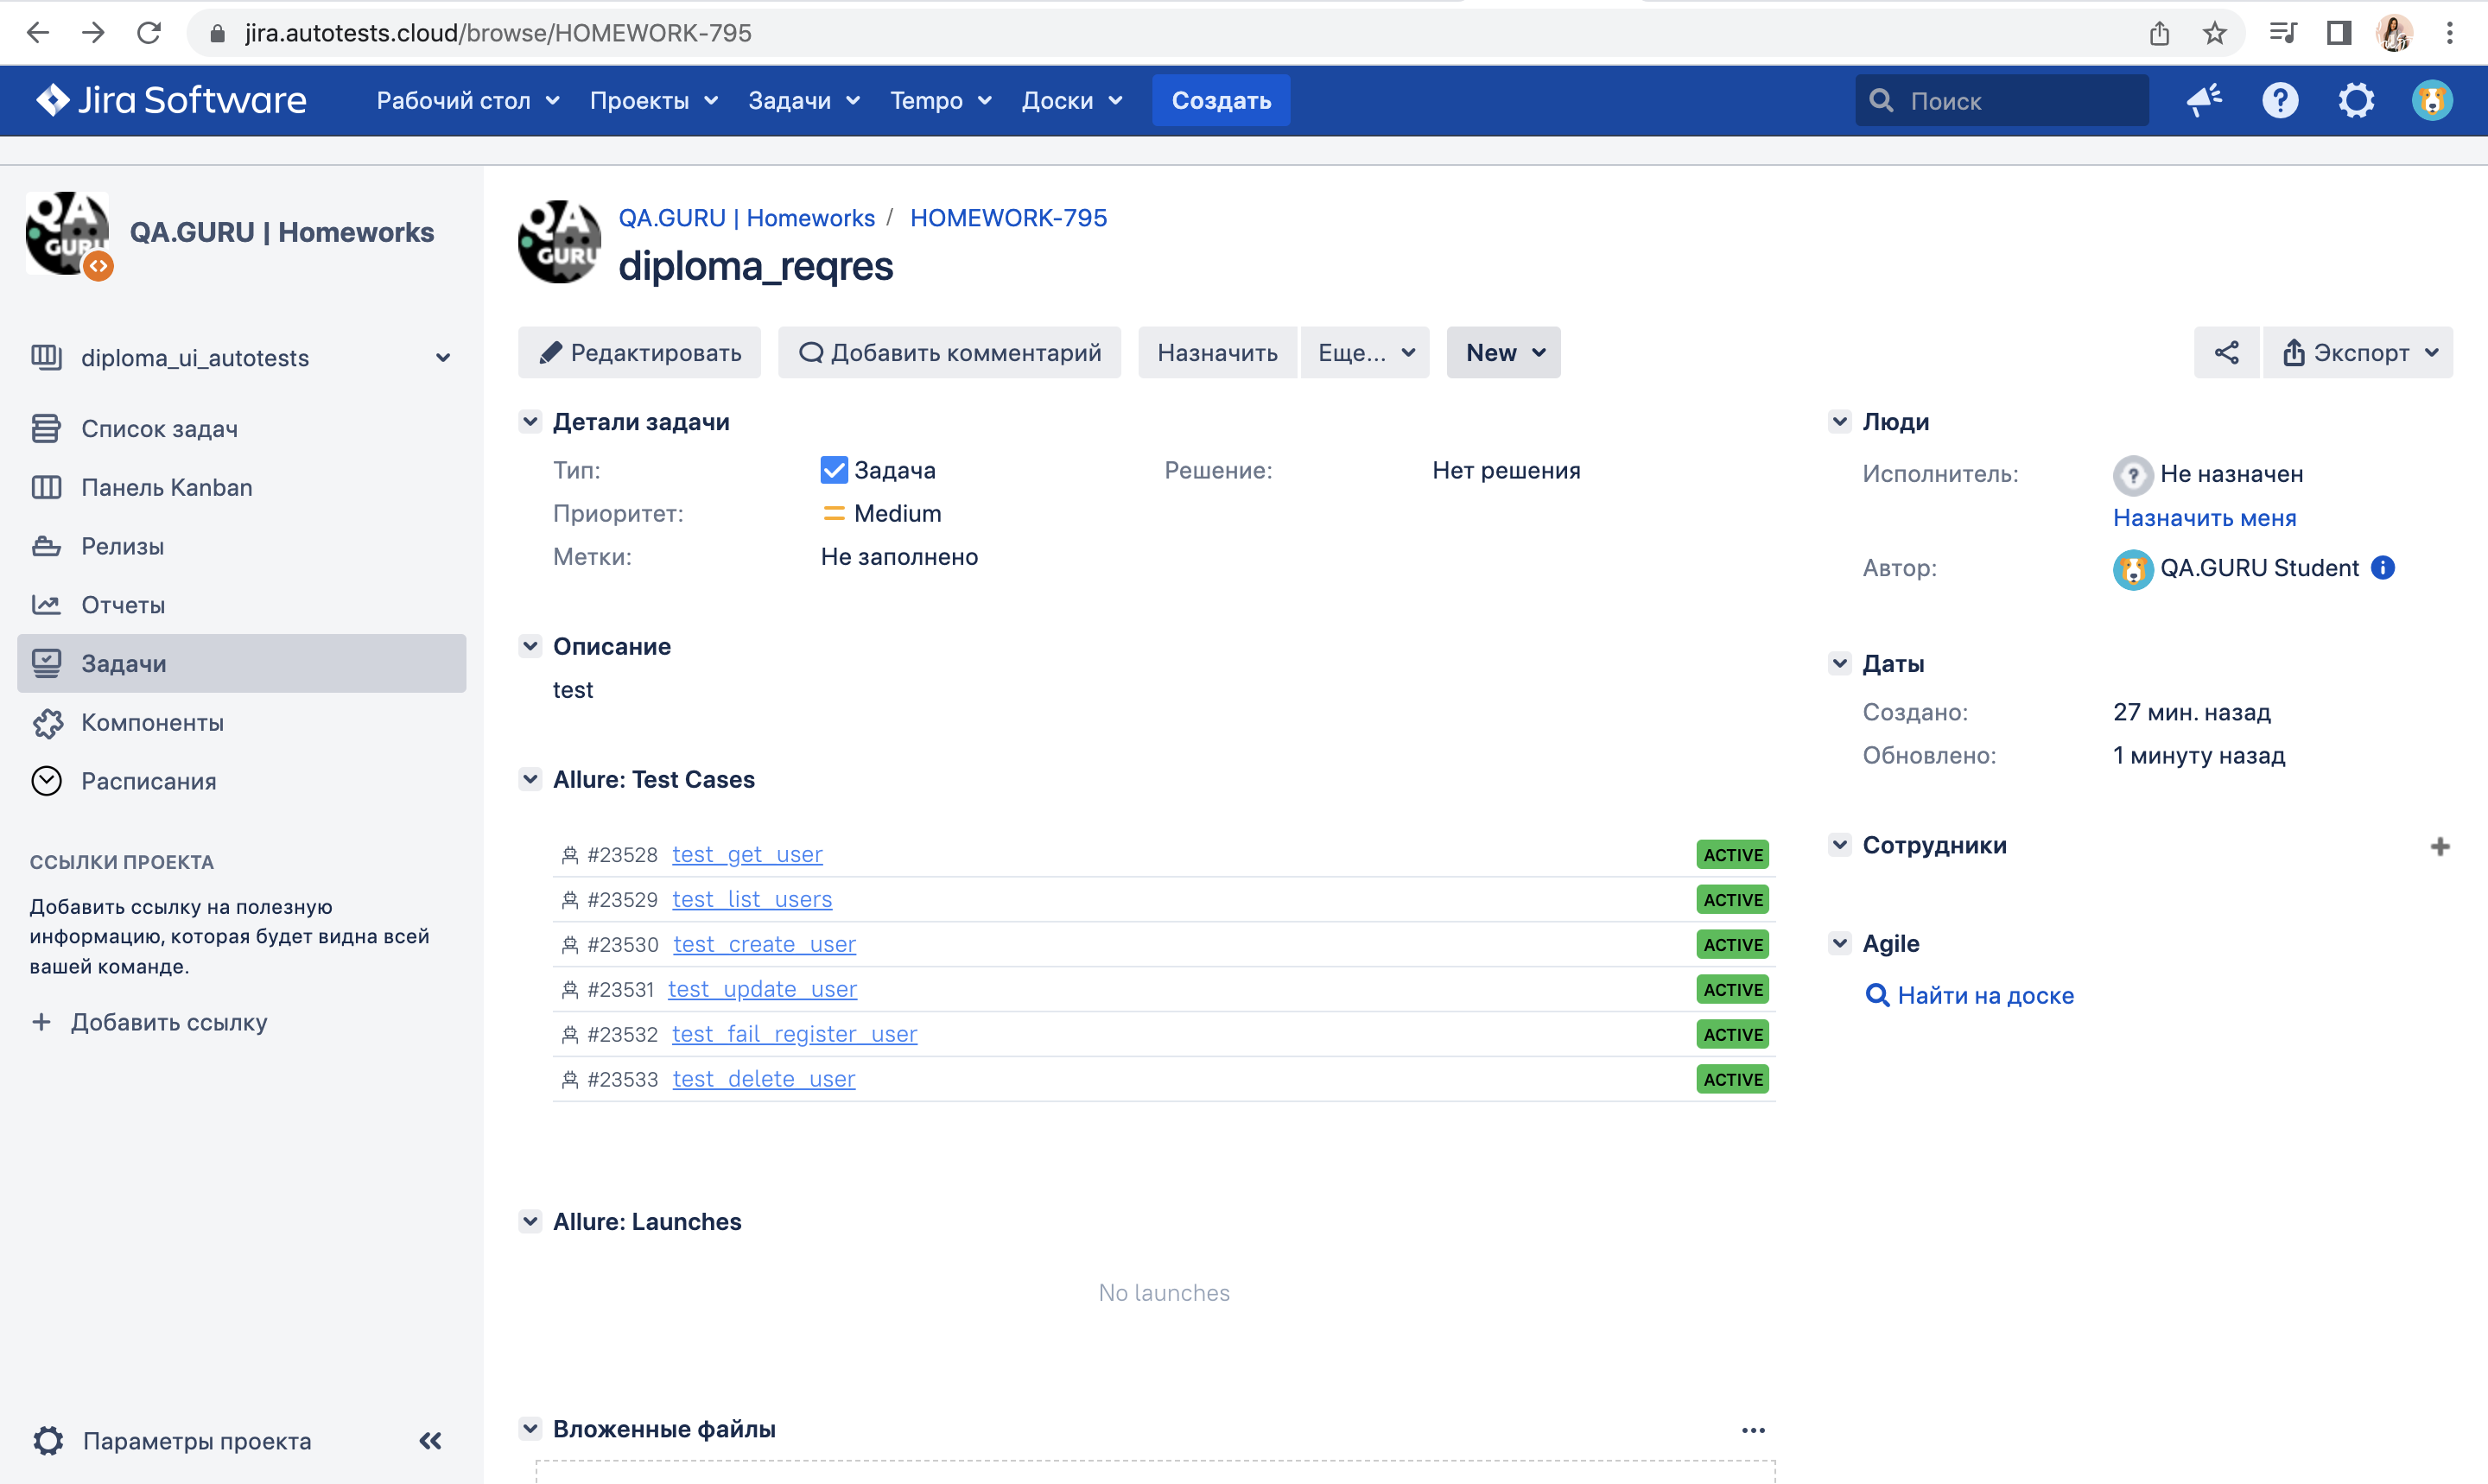 jira.autotests.cloud/browse/HOMEWORK-795
Jira Software
Рабочий стол
Проекты
Задачи
Tempo
Доски
Создать
Поиск
QA GURU
QA.GURU | Homeworks
diploma_ui_autotests
Список задач
Панель Kanban
Релизы
Отчеты
Задачи
Компоненты
Расписания
ССЫЛКИ ПРОЕКТА
Добавить ссылку на полезную
информацию, которая будет видна всей
вашей команде.
+ Добавить ссылку
Параметры проекта
QA GURU
QA.GURU | Homeworks / HOMEWORK-795
diploma_reqres
Редактировать
Добавить комментарий
Назначить
Еще...
New
Экспорт
Детали задачи
Тип: Задача
Решение: Нет решения
Приоритет: Medium
Метки: Не заполнено
Описание
test
Allure: Test Cases
#23528 test_get_user ACTIVE
#23529 test_list_users ACTIVE
#23530 test_create_user ACTIVE
#23531 test_update_user ACTIVE
#23532 test_fail_register_user ACTIVE
#23533 test_delete_user ACTIVE
Allure: Launches
No launches
Вложенные файлы
Люди
Исполнитель: Не назначен
Назначить меня
Автор: QA.GURU Student
Даты
Создано: 27 мин. назад
Обновлено: 1 минуту назад
Сотрудники
Agile
Найти на доске